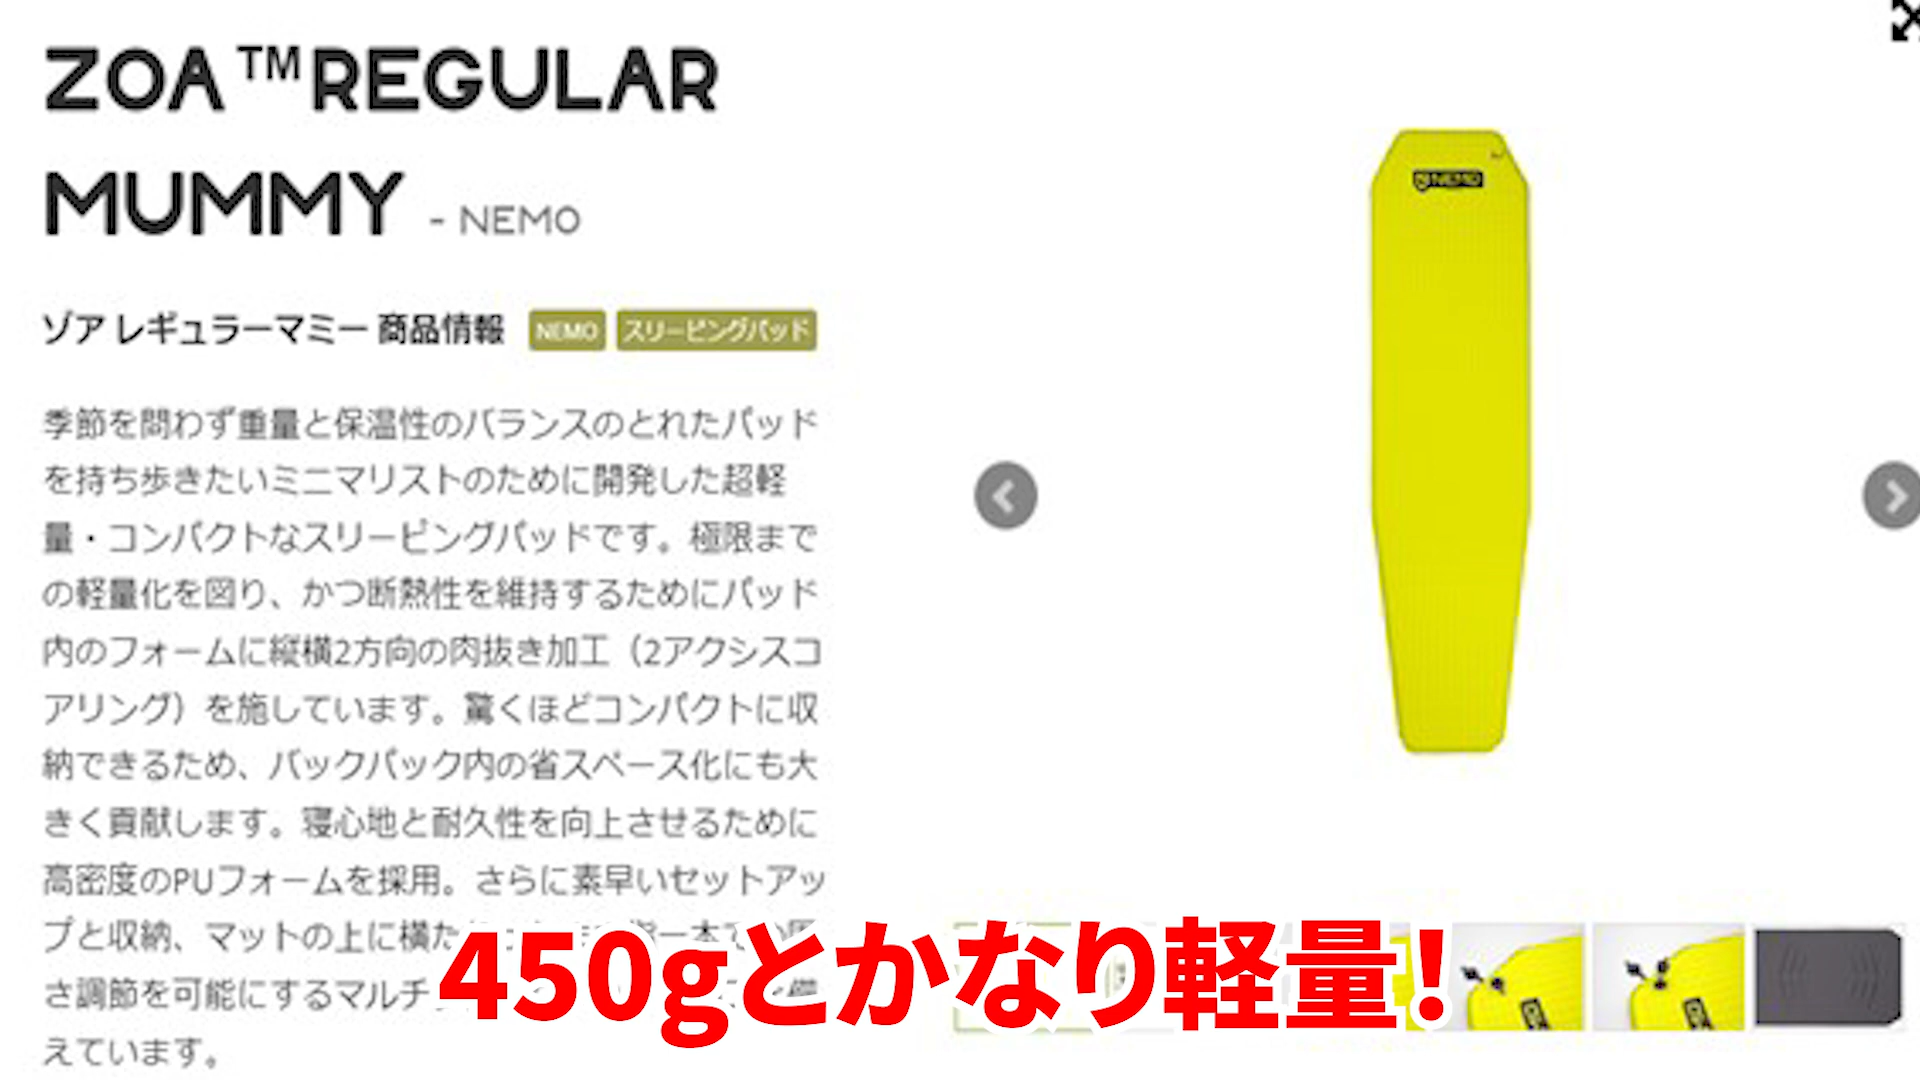 ZOA™REGULAR
MUMMY - NEMO
ゾア レギュラーマミー 商品情報 NEMO スリーピングパッド
季節を問わず重量と保温性のバランスのとれたパッド
を持ち歩きたいミニマリストのために開発した超軽
量・コンパクトなスリーピングパッドです。極限まで
の軽量化を図り、かつ断熱性を維持するためにパッド
内のフォームに縦横2方向の肉抜き加工（2アクシスコ
アリング）を施しています。驚くほどコンパクトに収
納できるため、バックパック内の省スペース化にも大
きく貢献します。寝心地と耐久性を向上させるために
高密度のPUフォームを採用。さらに素早いセットアッ
プと収納、マットの上に横た
さ調節を可能にするマルチ
えています。
450gとかなり軽量！
NEMO